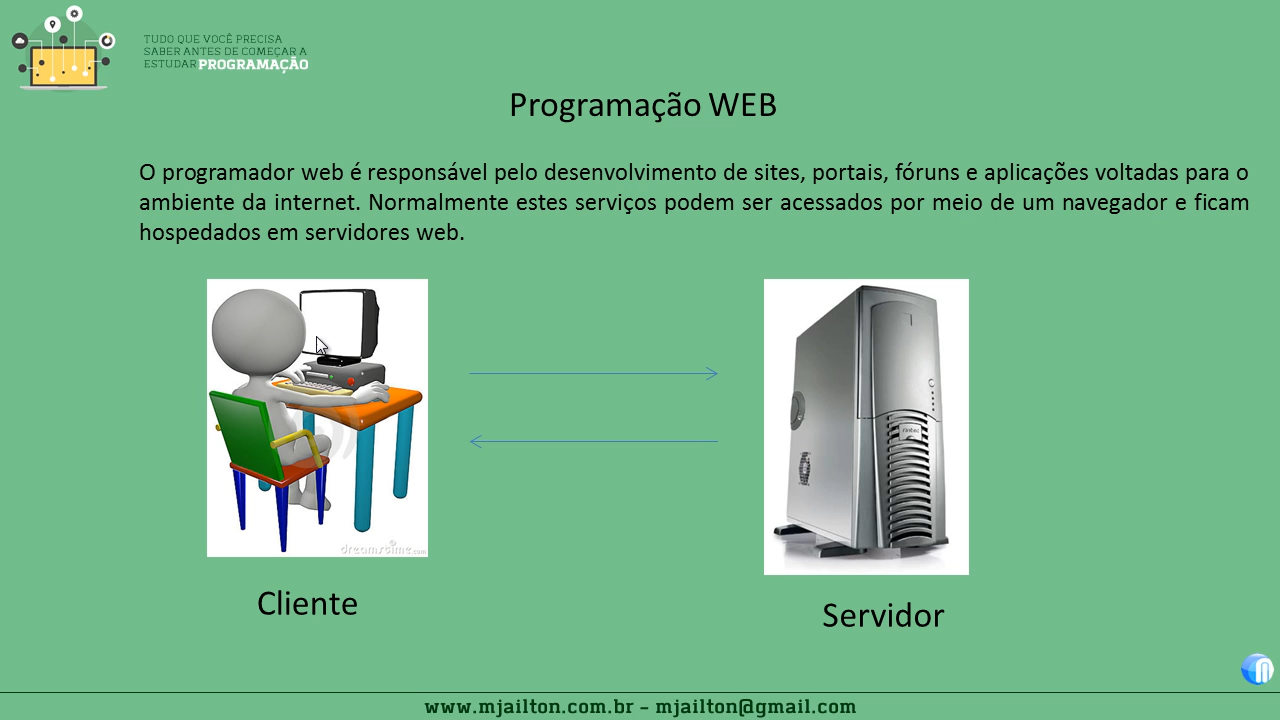 TUDO QUE VOCÊ PRECISA
SABER ANTES DE COMEÇAR A
ESTUDAR PROGRAMAÇÃO
Programação WEB
O programador web é responsável pelo desenvolvimento de sites, portais, fóruns e aplicações voltadas para o
ambiente da internet. Normalmente estes serviços podem ser acessados por meio de um navegador e ficam
hospedados em servidores web.
dreamstime.com
Cliente
Servidor
www.mjailton.com.br - mjailton@gmail.com